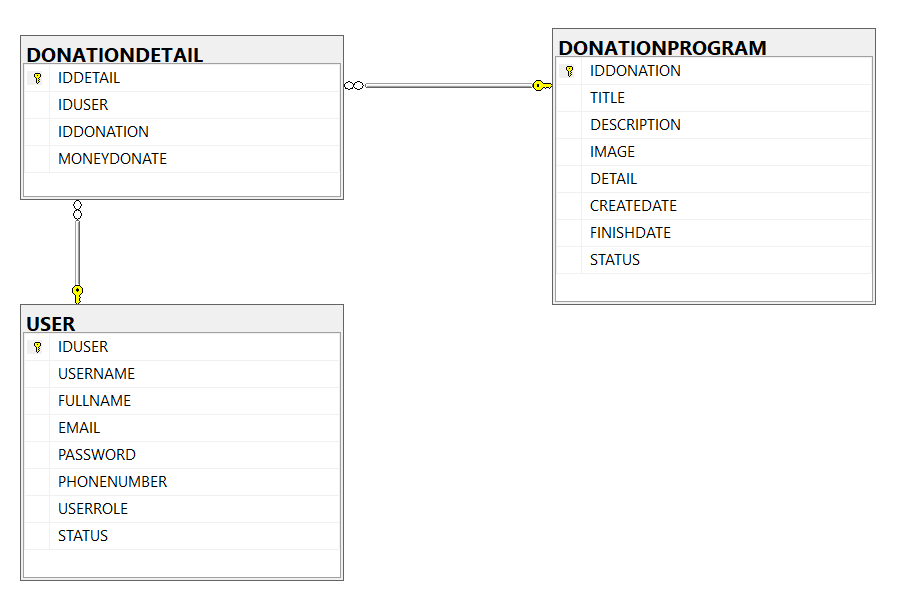 DONATIONDETAIL
IDDETAIL
IDUSER
IDDONATION
MONEYDONATE
DONATIONPROGRAM
IDDONATION
TITLE
DESCRIPTION
IMAGE
DETAIL
CREATEDATE
FINISHDATE
STATUS
USER
IDUSER
USERNAME
FULLNAME
EMAIL
PASSWORD
PHONENUMBER
USERROLE
STATUS